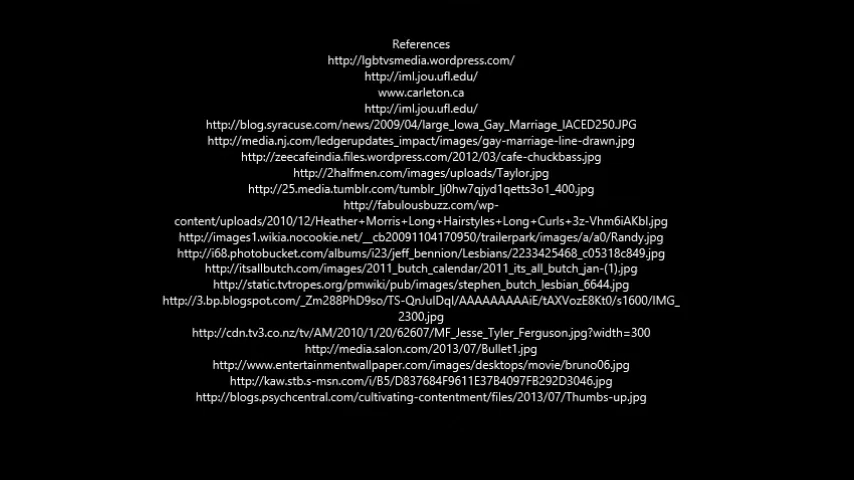 References
http://lgbtvsmedia.wordpress.com/
http://iml.jou.ufl.edu/
www.carleton.ca
http://iml.jou.ufl.edu/
http://blog.syracuse.com/news/2009/04/large_Iowa_Gay_Marriage_IACED250.JPG
http://media.nj.com/ledgerupdates_impact/images/gay-marriage-line-drawn.jpg
http://zeecafeindia.files.wordpress.com/2012/03/cafe-chuckbass.jpg
http://2halfmen.com/images/uploads/Taylor.jpg
http://25.media.tumblr.com/tumblr_lj0hw7qjyd1qetts3o1_400.jpg
http://fabulousbuzz.com/wp-
content/uploads/2010/12/Heather+Morris+Long+Hairstyles+Long+Curls+3z-Vhm6iAKbl.jpg
http://images1.wikia.nocookie.net/__cb20091104170950/trailerpark/images/a/a0/Randy.jpg
http://i68.photobucket.com/albums/i23/jeff_bennion/Lesbians/2233425468_c05318c849.jpg
http://itsallbutch.com/images/2011_butch_calendar/2011_its_all_butch_jan-(1).jpg
http://static.tvtropes.org/pmwiki/pub/images/stephen_butch_lesbian_6644.jpg
http://3.bp.blogspot.com/_Zm288PhD9so/TS-QnJuIDqI/AAAAAAAAAiE/tAXVozE8Kt0/s1600/IMG_
2300.jpg
http://cdn.tv3.co.nz/tv/AM/2010/1/20/62607/MF_Jesse_Tyler_Ferguson.jpg?width=300
http://media.salon.com/2013/07/Bullet1.jpg
http://www.entertainmentwallpaper.com/images/desktops/movie/bruno06.jpg
http://kaw.stb.s-msn.com/i/B5/D837684F9611E37B4097FB292D3046.jpg
http://blogs.psychcentral.com/cultivating-contentment/files/2013/07/Thumbs-up.jpg